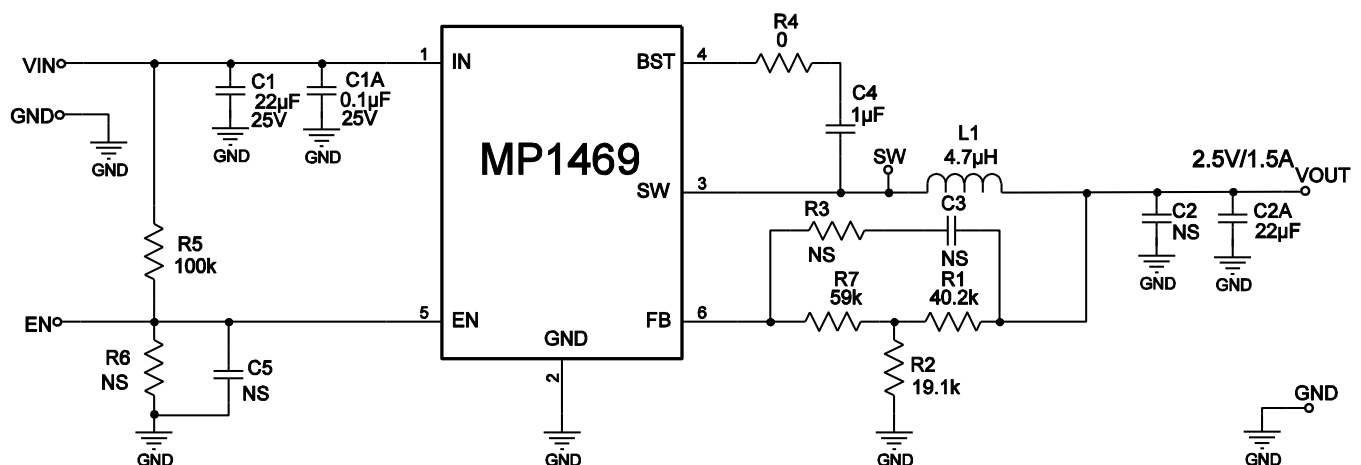 VIN
GND
GND
R5
100k
EN
R6
NS
C5
NS
GND
C1
22µF
25V
GND
C1A
0.1µF
25V
GND
1
IN
5
EN
MP1469
GND
2
GND
BST
4
SW
3
FB
6
R4
0
C4
1µF
SW
L1
4.7µH
R3
NS
C3
NS
R7
59k
R1
40.2k
R2
19.1k
GND
2.5V/1.5A
VOUT
C2
NS
GND
C2A
22µF
GND
GND
GND